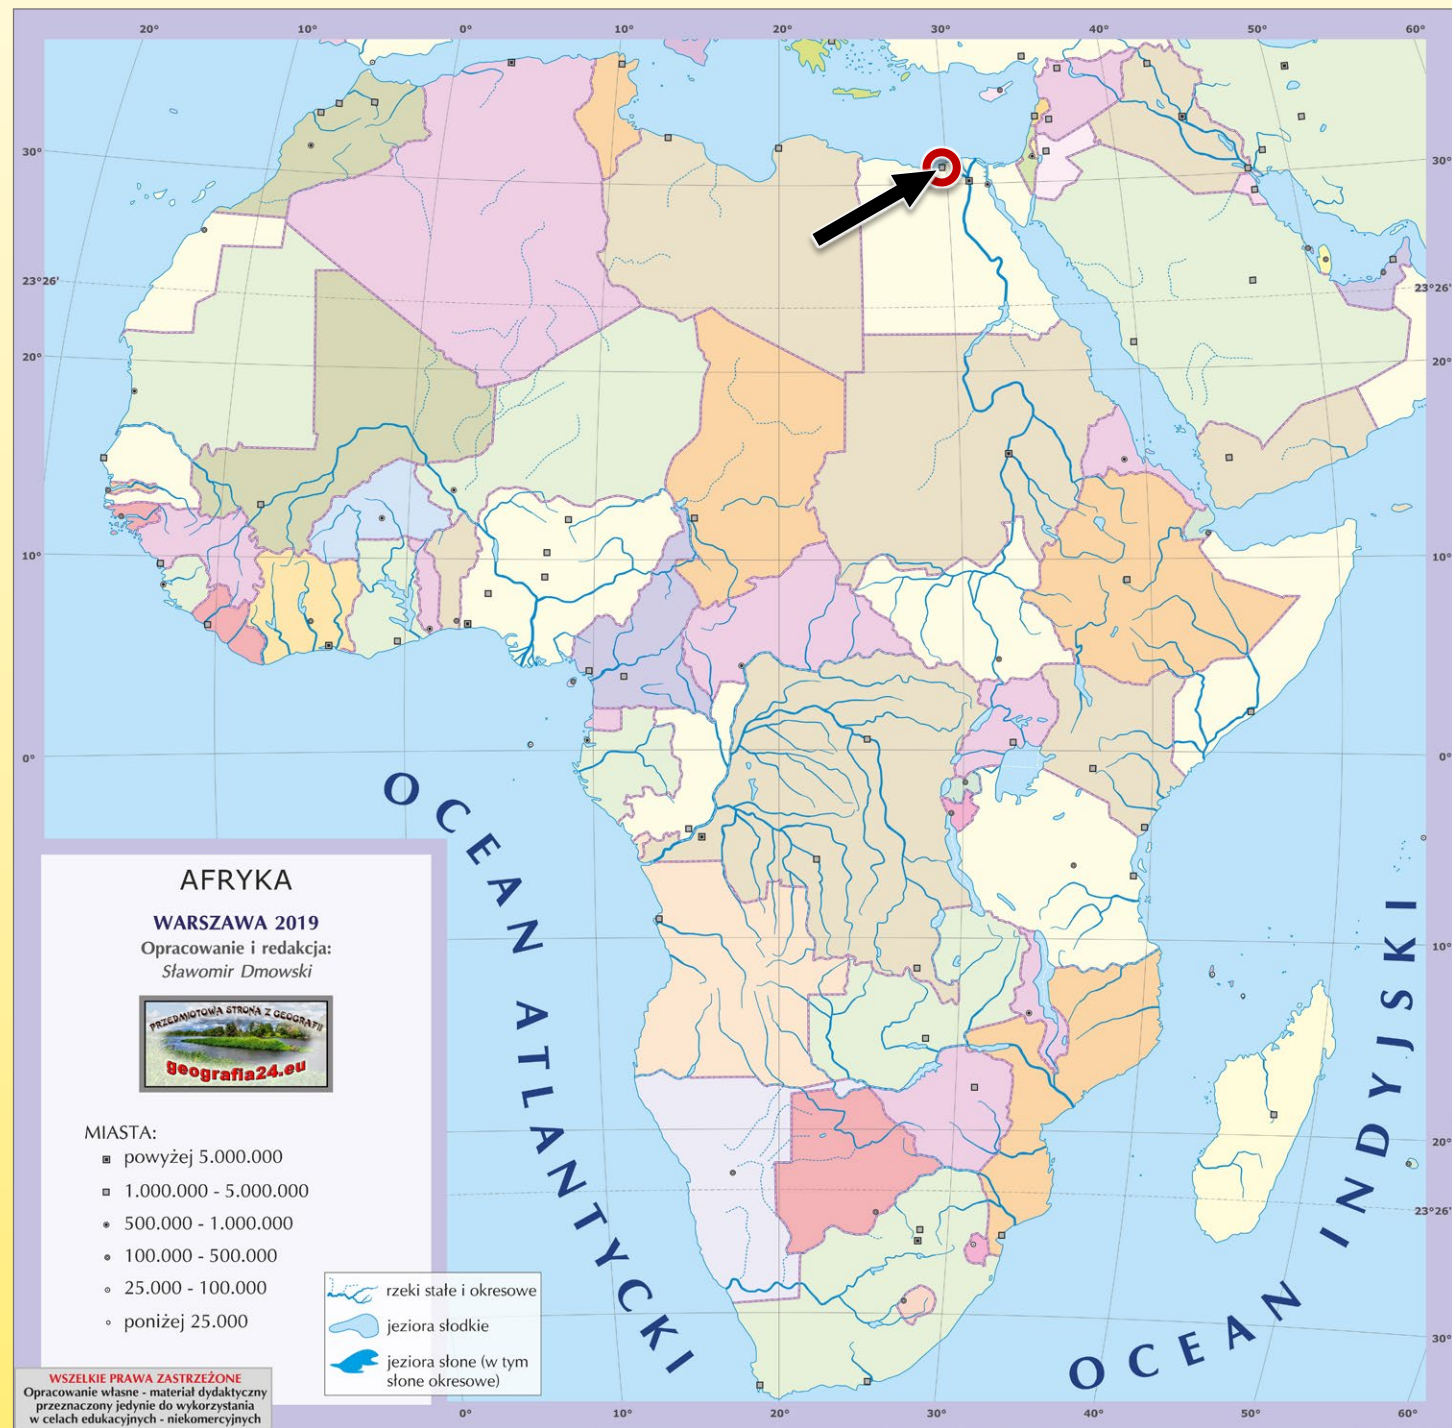 20° 10° 0° 10° 20° 30° 40° 50° 60°
30° 30°
23°26' 23°26'
20° 20°
10° 10°
0° 0°
10°
20°
23°26'
30°
OCEAN ATLANTYCKI
OCEAN INDYJSKI
AFRYKA
WARSZAWA 2019
Opracowanie i redakcja:
Sławomir Dmowski
PRZEDMIOTOWA STRONA Z GEOGRAFII
geografia24.eu
MIASTA:
powyżej 5.000.000
1.000.000 - 5.000.000
500.000 - 1.000.000
100.000 - 500.000
25.000 - 100.000
poniżej 25.000
rzeki stałe i okresowe
jeziora słodkie
jeziora słone (w tym
słone okresowe)
WSZELKIE PRAWA ZASTRZEŻONE
Opracowanie własne - materiał dydaktyczny
przeznaczony jedynie do wykorzystania
w celach edukacyjnych - niekomercyjnych
0° 10° 20° 30° 40° 50° 60°